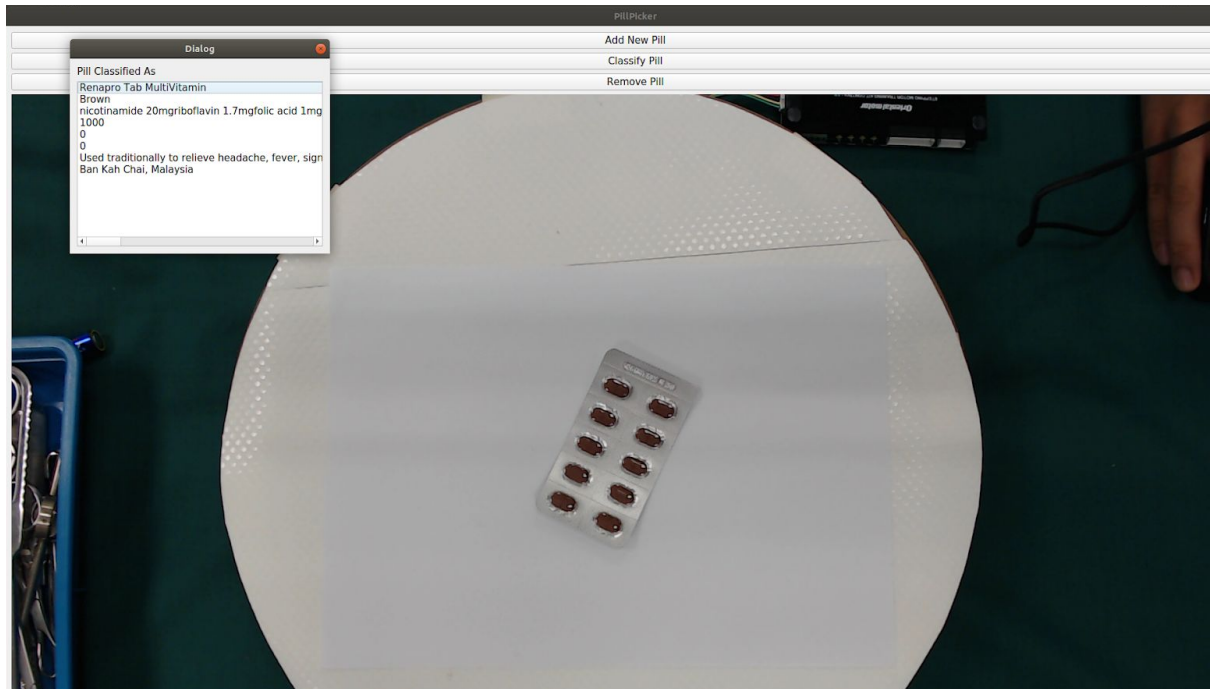 PillPicker
Add New Pill
Classify Pill
Remove Pill
Dialog
Pill Classified As
Renapro Tab MultiVitamin
Brown
nicotinamide 20mgriboflavin 1.7mgfolic acid 1mg
1000
0
0
Used traditionally to relieve headache, fever, sign
Ban Kah Chai, Malaysia
Orientalmotor